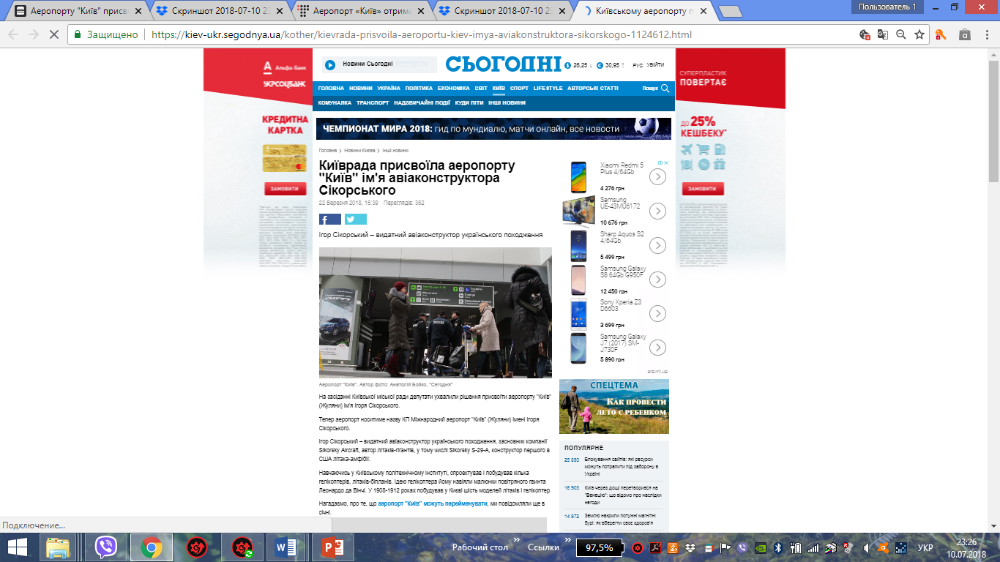 Аеропорту "Київ" присв
Скриншот 2018-07-10 23
Аеропорт «Київ» отрима
Скриншот 2018-07-10 23
Київському аеропорту п
Пользователь 1
Защищено
https://kiev-ukr.segodnya.ua/kother/kievrada-prisvoila-aeroportu-kiev-imya-aviakonstruktora-sikorskogo-1124612.html
А Альфа-Банк
УКРСОЦБАНК
КРЕДИТНА
КАРТКА
ЗАМОВИТИ
Новини Сьогодні
СЬОГОДНІ
$ 26,25 ↓
€ 30,95 ↑
РУС
УВІЙТИ
ГОЛОВНА НОВИНИ УКРАЇНА ПОЛІТИКА ЕКОНОМІКА СВІТ КИЇВ СПОРТ LIFESTYLE АВТОРСЬКІ СТАТТІ Пошук
КОМУНАЛКА ТРАНСПОРТ НАДЗВИЧАЙНІ ПОДІЇ КУДИ ПІТИ ІНШІ НОВИНИ
ЧЕМПИОНАТ МИРА 2018: гид по мундиалю, матчи онлайн, все новости
СУПЕРПЛАСТИК
ПОВЕРТАЄ
ДО 25%
КЕШБЕКУ*
ЗАМОВИТИ
Головна > Новини Києва > Інші новини
Київрада присвоїла аеропорту
"Київ" ім'я авіаконструктора
Сікорського
22 Березня 2018, 15:39 Переглядів: 352
Ігор Сікорський – видатний авіаконструктор українського походження
Аеропорт "Київ". Автор фото: Анатолій Бойко, "Сегодня"
На засіданні Київської міської ради депутати ухвалили рішення присвоїти аеропорту "Київ"
(Жуляни) ім'я Ігоря Сікорського.
Тепер аеропорт носитиме назву КП Міжнародний аеропорт "Київ" (Жуляни) імені Ігоря
Сікорського.
Ігор Сікорський – видатний авіаконструктор українського походження, засновник компанії
Sikorsky Aircraft, автор літаків-гігантів, у тому числі Sikorsky S-29-A, конструктор першого в
США літака-амфібії.
Навчаючись у Київському політехнічному інституті, спроектував і побудував кілька
гелікоптерів, літаків-біпланів. Ідею гелікоптера йому навіяли малюнки повітряного гвинта
Леонардо да Вінчі. У 1908-1912 роках побудував у Києві шість моделей літаків і гелікоптер.
Нагадаємо, про те, що аеропорт "Київ" можуть перейменувати, ми повідомляли ще в
січні.
Xiaomi Redmi 5
Plus 4/64Gb
4 276 грн
Samsung
UE-43MU6172
10 676 грн
Sharp Aquos S2
4/64Gb
5 499 грн
Samsung Galaxy
S8 64Gb G950F
12 450 грн
Sony Xperia Z3
D6603
3 699 грн
Samsung Galaxy
J7 (2017) SM-
J730F
5 890 грн
aravni.ua
СПЕЦТЕМА
КАК ПРОВЕСТИ
ЛЕТО С РЕБЕНКОМ
ПОПУЛЯРНЕ
25 893 Блокування сайтів: які ресурси
можуть потрапити під заборону в
Україні
16 903 Київ через дощі перетворився на
"Венецію": що відомо про наслідки
негоди
14 972 Землю накрили потужні магнітні
бурі: як вберегти своє здоров'я
Подключение...
Рабочий стол
Ссылки
97,5%
УКР
23:26
10.07.2018